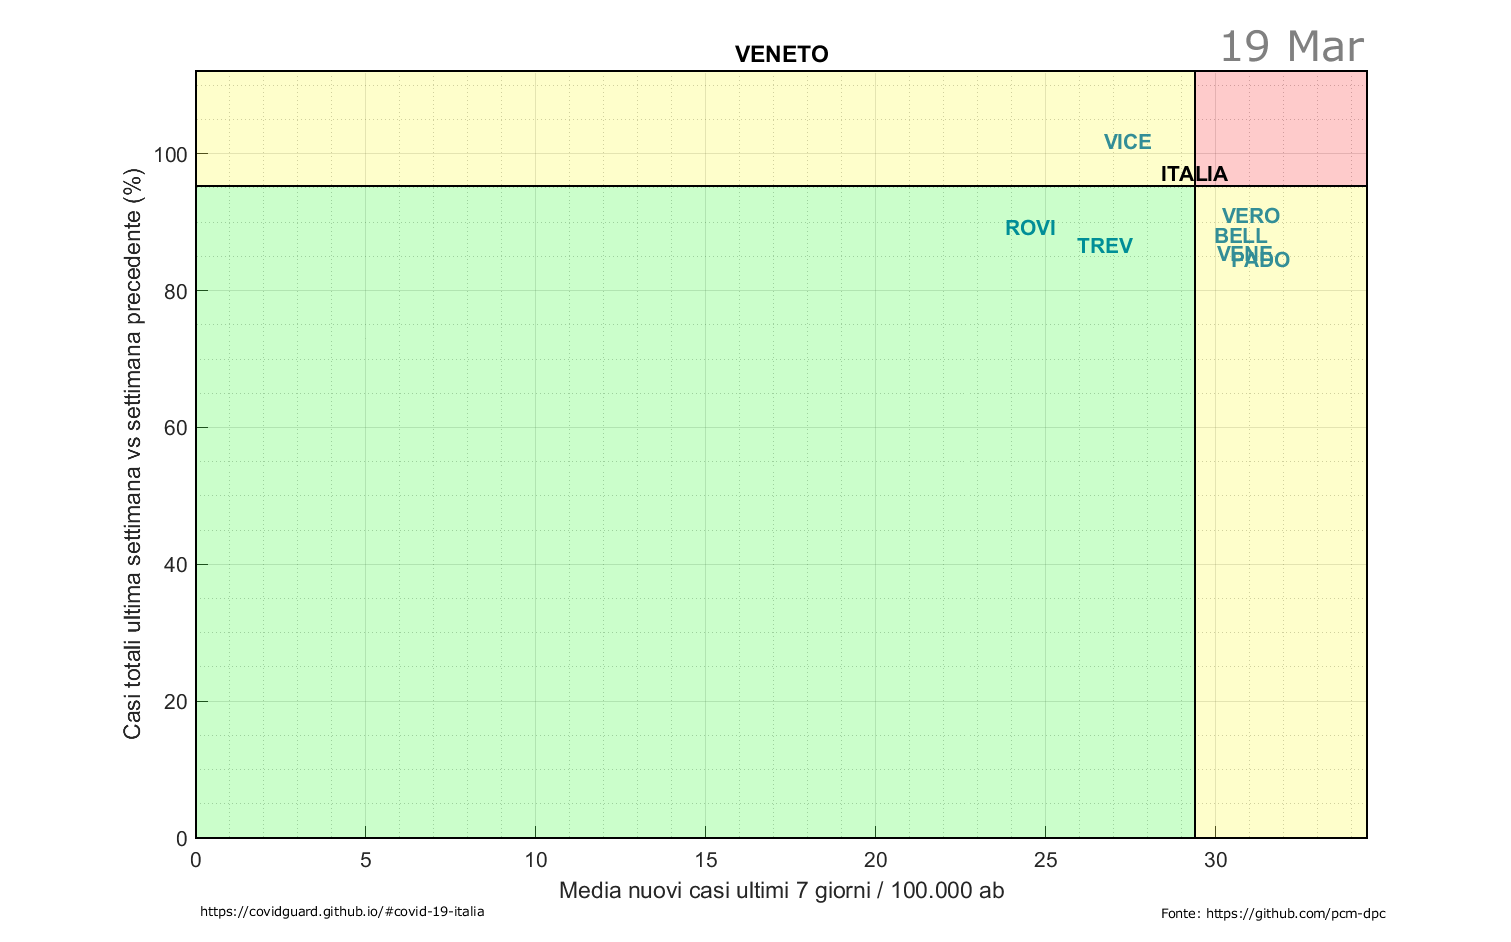 19 Mar
VENETO
Casi totali ultima settimana vs settimana precedente (%)
100
80
60
40
20
0
VICE
ITALIA
VERO
ROVI
BELL
TREV
VENE
PADO
0 5 10 15 20 25 30
Media nuovi casi ultimi 7 giorni / 100.000 ab
https://covidguard.github.io/#covid-19-italia
Fonte: https://github.com/pcm-dpc